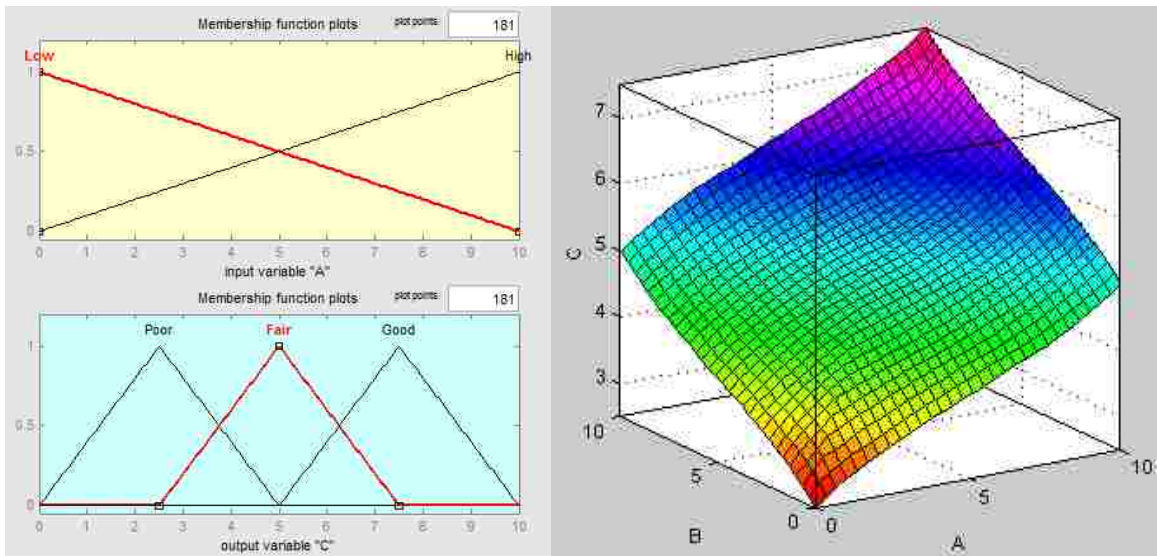 Membership function plots plot points 181
Low High
1
0.5
0
0 1 2 3 4 5 6 7 8 9 10
input variable "A"
Membership function plots plot points 181
Poor Fair Good
1
0.5
0
0 1 2 3 4 5 6 7 8 9 10
output variable "C"
7
6
5
4
3
C
10
5
0
B
0
5
10
A